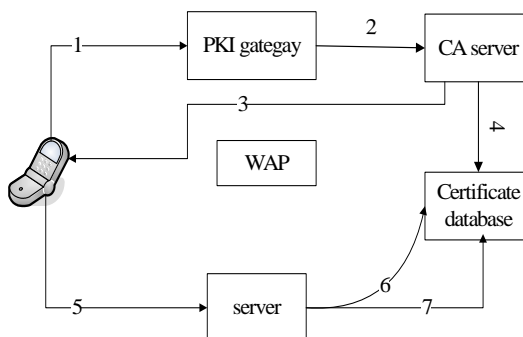 1
PKI gategay
2
CA server
3
4
WAP
Certificate
database
5
server
6
7